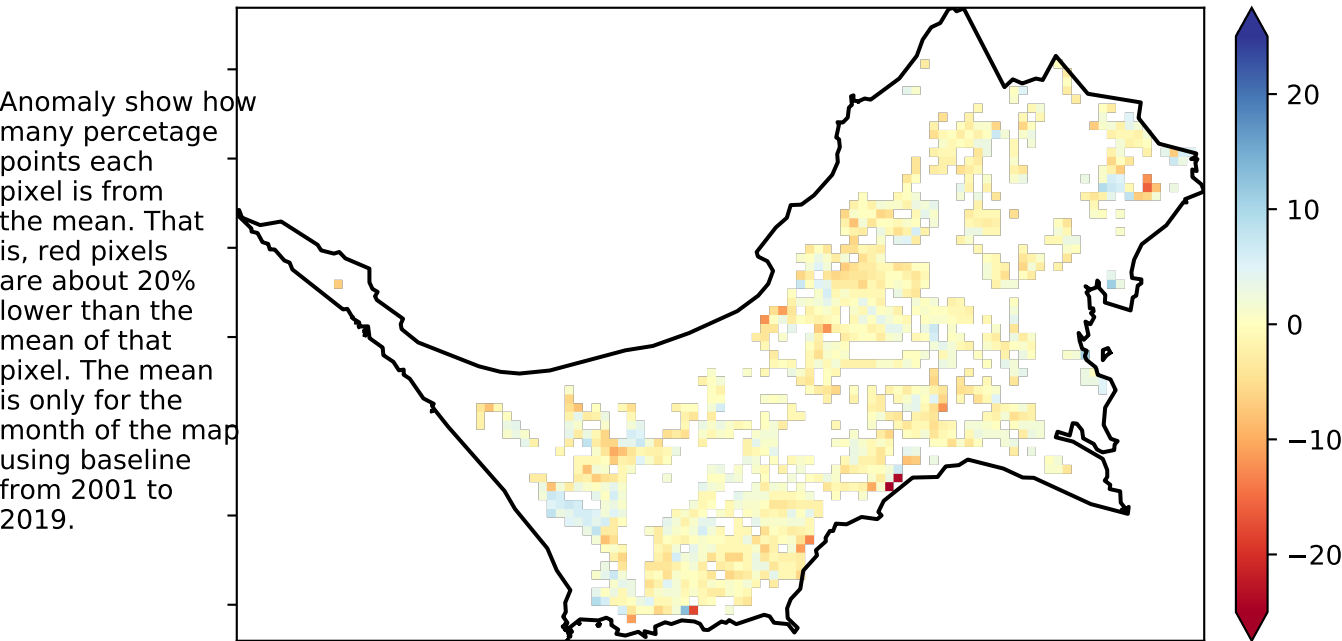 Anomaly show how
many percetage
points each
pixel is from
the mean. That
is, red pixels
are about 20%
lower than the
mean of that
pixel. The mean
is only for the
month of the map
using baseline
from 2001 to
2019.
20
10
0
−10
−20